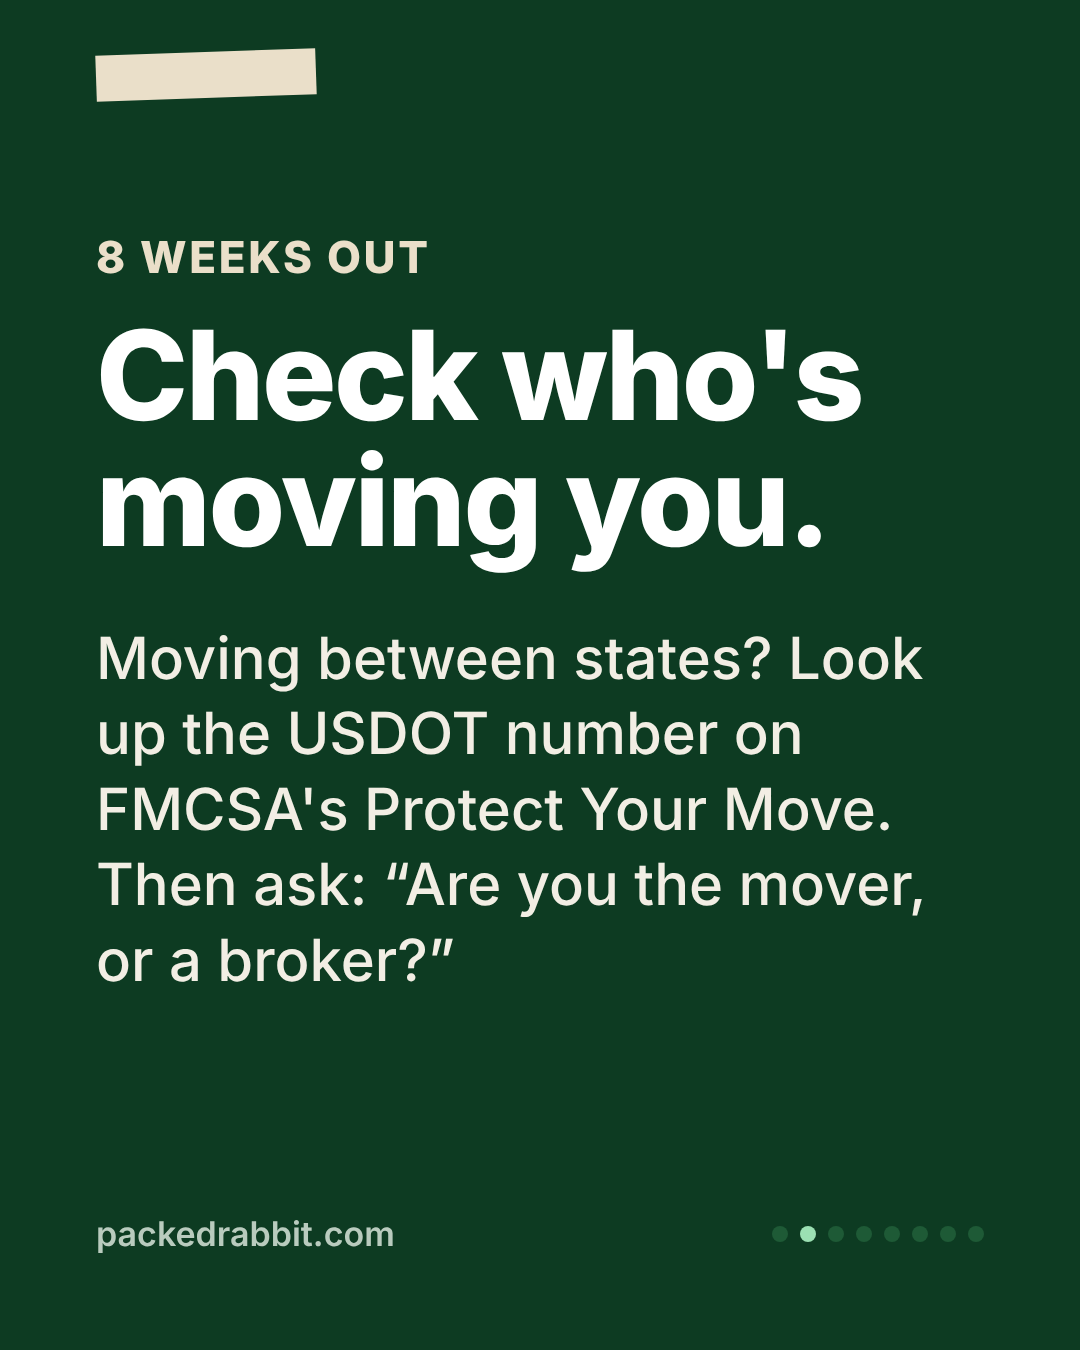 8 WEEKS OUT
Check who's
moving you.
Moving between states? Look
up the USDOT number on
FMCSA's Protect Your Move.
Then ask: “Are you the mover,
or a broker?”
packedrabbit.com